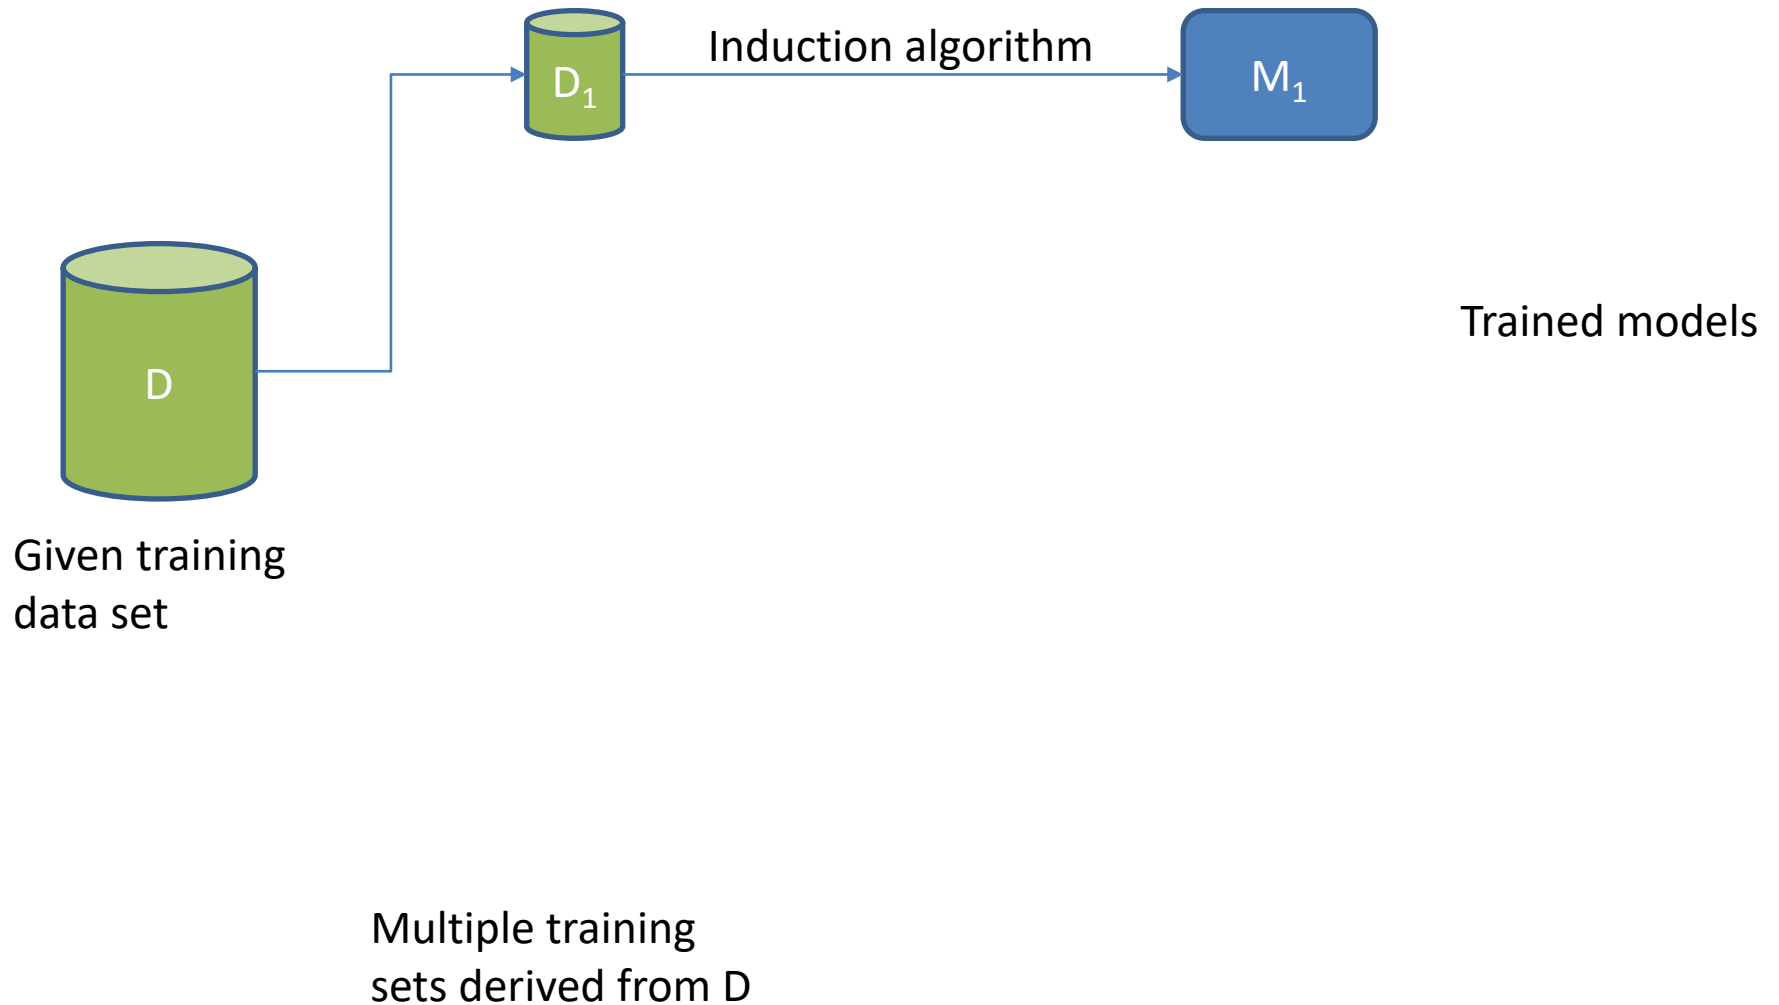 Induction algorithm
D₁
M₁
Trained models
D
Given training
data set
Multiple training
sets derived from D